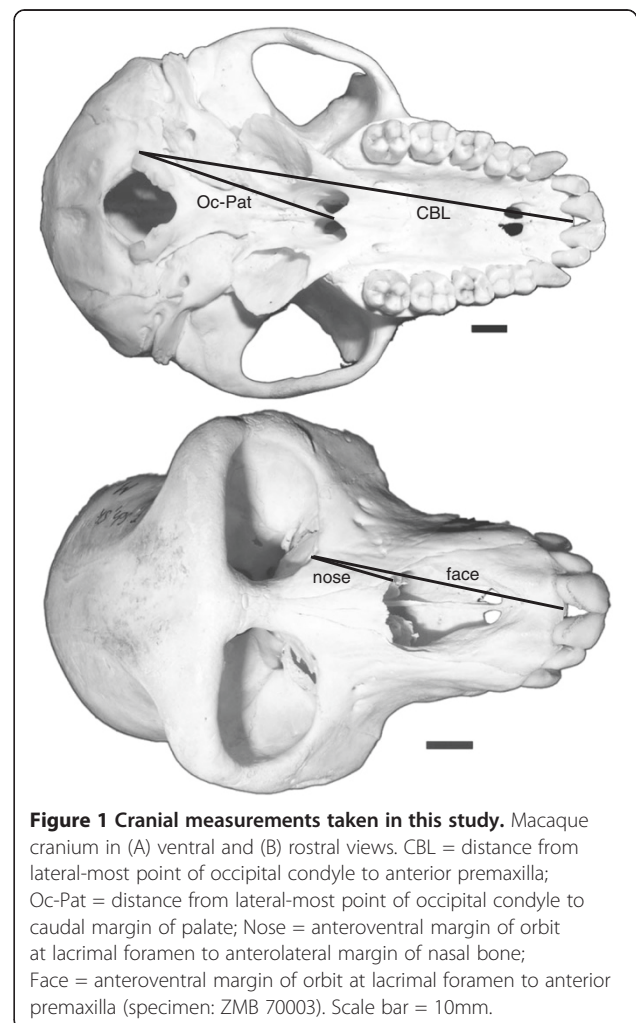 Oc-Pat
CBL
nose
face
Figure 1 Cranial measurements taken in this study. Macaque
cranium in (A) ventral and (B) rostral views. CBL = distance from
lateral-most point of occipital condyle to anterior premaxilla;
Oc-Pat = distance from lateral-most point of occipital condyle to
caudal margin of palate; Nose = anteroventral margin of orbit
at lacrimal foramen to anterolateral margin of nasal bone;
Face = anteroventral margin of orbit at lacrimal foramen to anterior
premaxilla (specimen: ZMB 70003). Scale bar = 10mm.